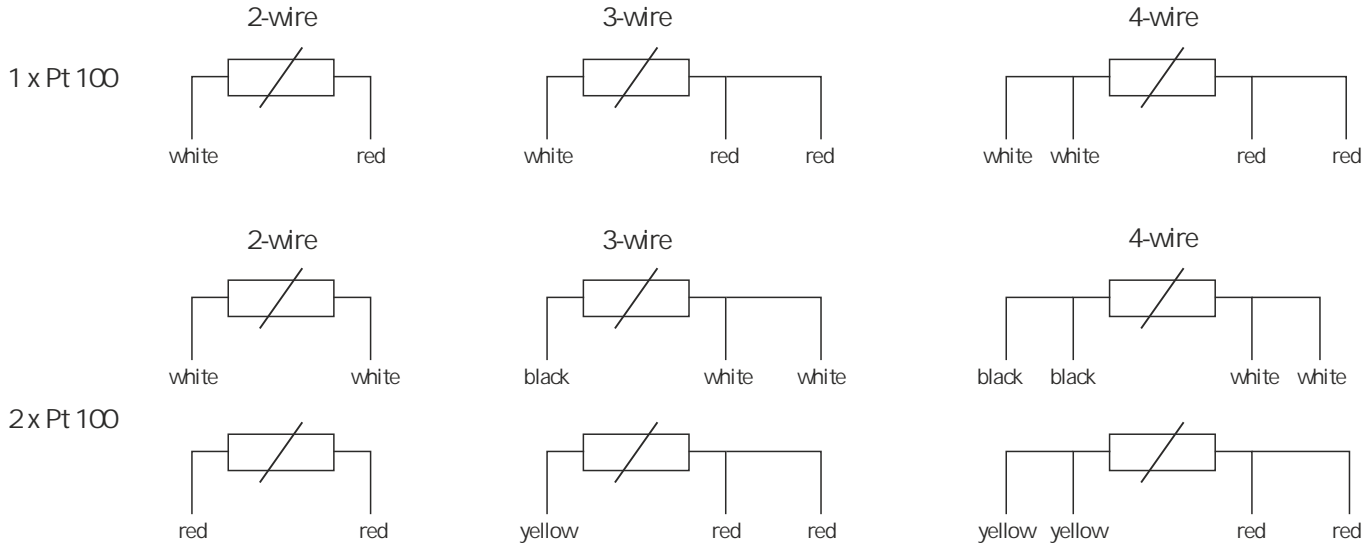 2-wire 3-wire 4-wire
1 x Pt 100
white red white red red white white red red
2-wire 3-wire 4-wire
white white black white white black black white white
2 x Pt 100
red red yellow red red yellow yellow red red